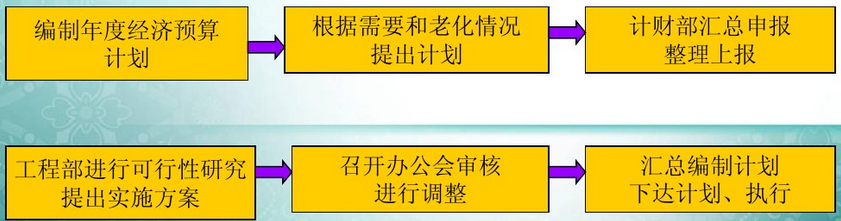 编制年度经济预算
计划
根据需要和老化情况
提出计划
计财部汇总申报
整理上报
工程部进行可行性研究
提出实施方案
召开办公会审核
进行调整
汇总编制计划
下达计划、执行